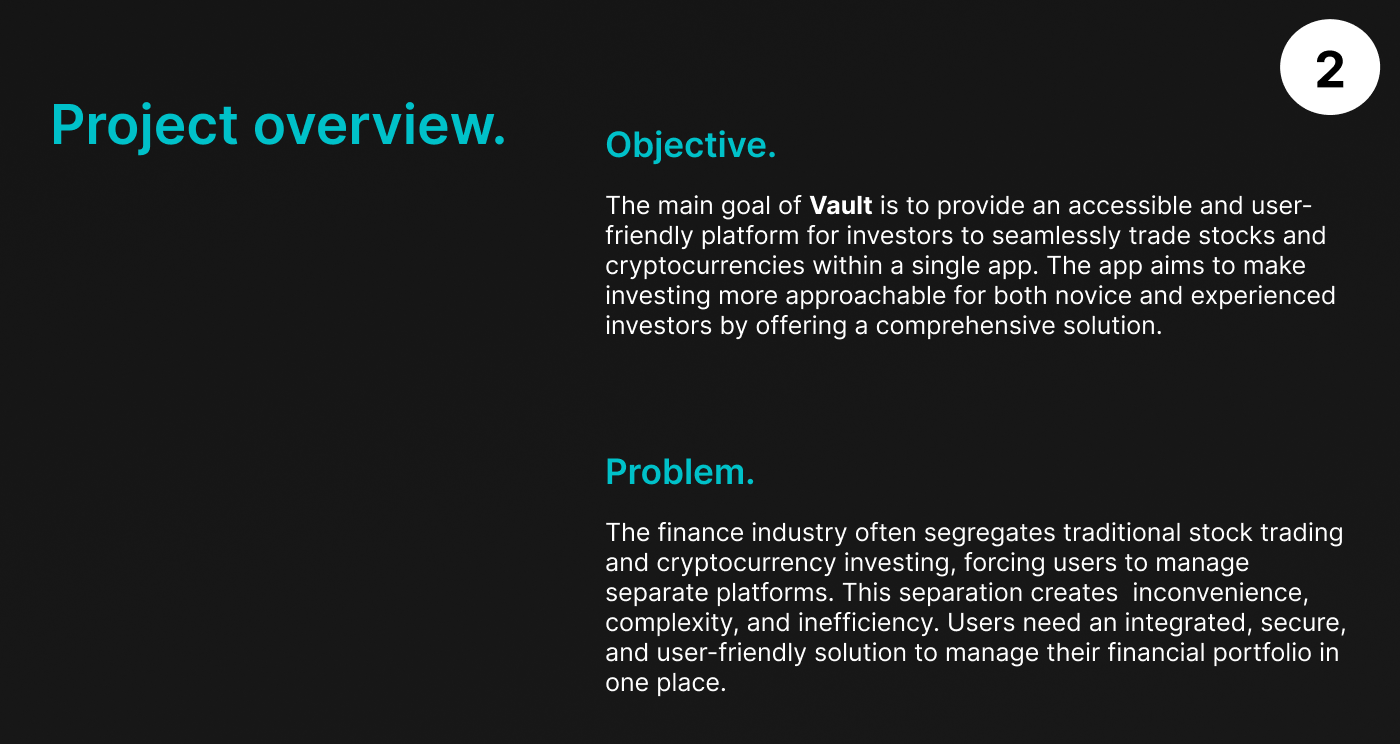 2
Project overview.
Objective.
The main goal of Vault is to provide an accessible and user-
friendly platform for investors to seamlessly trade stocks and
cryptocurrencies within a single app. The app aims to make
investing more approachable for both novice and experienced
investors by offering a comprehensive solution.
Problem.
The finance industry often segregates traditional stock trading
and cryptocurrency investing, forcing users to manage
separate platforms. This separation creates  inconvenience,
complexity, and inefficiency. Users need an integrated, secure,
and user-friendly solution to manage their financial portfolio in
one place.